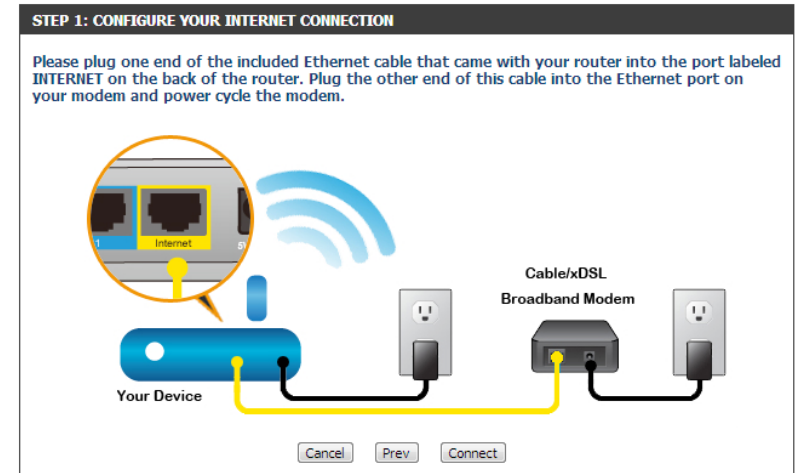 STEP 1: CONFIGURE YOUR INTERNET CONNECTION
Please plug one end of the included Ethernet cable that came with your router into the port labeled
INTERNET on the back of the router. Plug the other end of this cable into the Ethernet port on
your modem and power cycle the modem.
1
Internet
Cable/xDSL
Broadband Modem
Your Device
Cancel
Prev
Connect